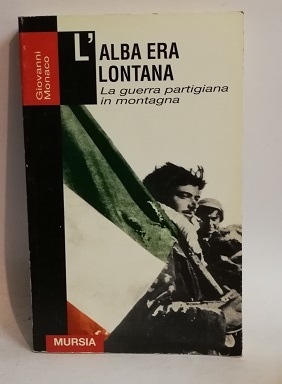 Giovanni
Monaco
L'ALBA ERA
LONTANA
La guerra partigiana
in montagna
MURSIA